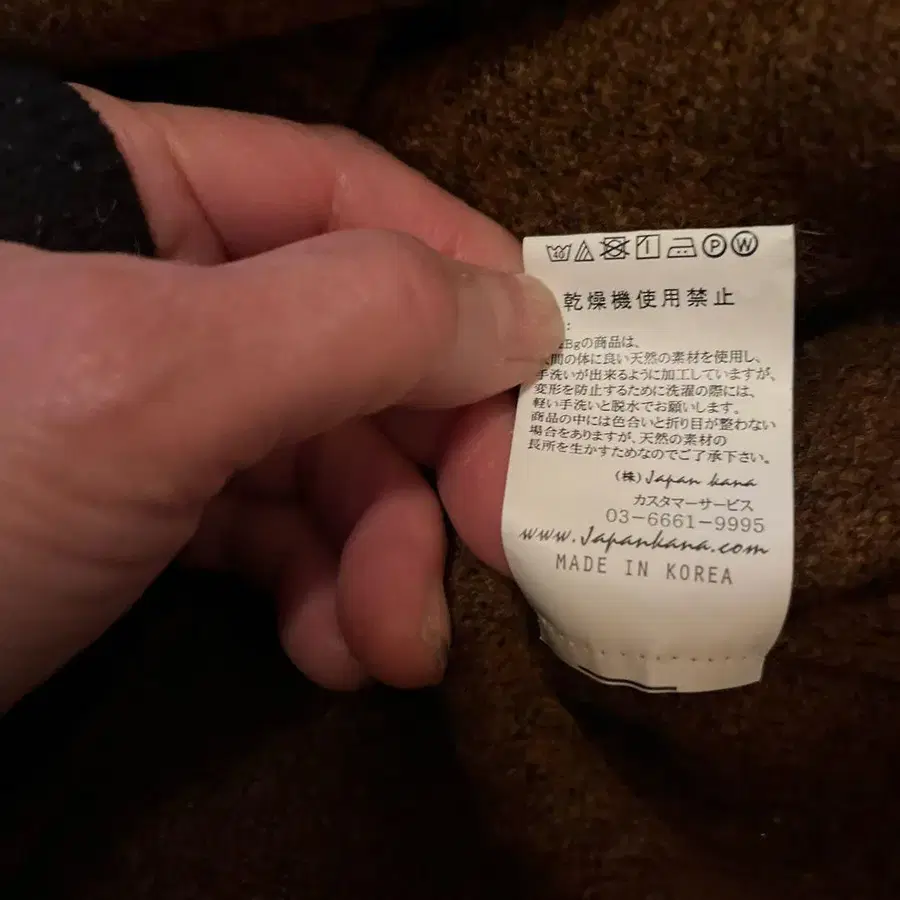 40 P W
乾燥機使用禁止
:
Bgの商品は、
間の体に良い天然の素材を使用し、
手洗いが出来るように加工していますが、
変形を防止するために洗濯の際には、
軽い手洗いと脱水でお願いします。
商品の中には色合いと折り目が整わない
場合をありますが、天然の素材の
長所を生かすためなのでご了承下さい。
(株)Japan kana
カスタマーサービス
03-6661-9995
www.Japankana.com
MADE IN KOREA